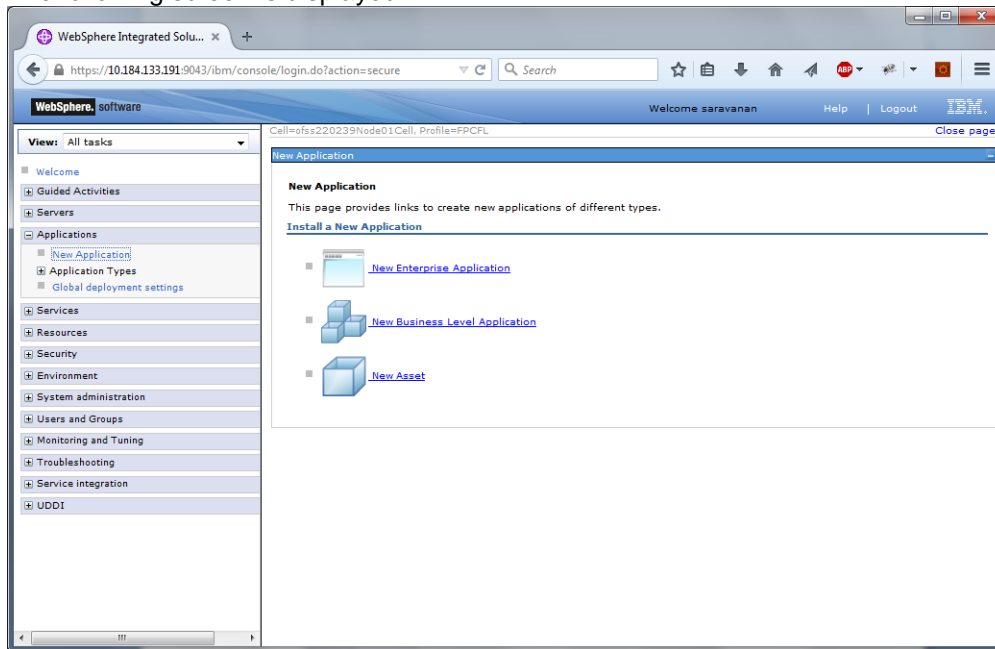 WebSphere Integrated Solu...
https://10.184.133.191:9043/ibm/console/login.do?action=secure
Search
ABP
WebSphere. software
Welcome saravanan
Help | Logout
IBM.
View: All tasks
Cell=ofss220239Node01Cell, Profile=FPCFL
Close page
Welcome
Guided Activities
Servers
Applications
New Application
Application Types
Global deployment settings
Services
Resources
Security
Environment
System administration
Users and Groups
Monitoring and Tuning
Troubleshooting
Service integration
UDDI
New Application
New Application
This page provides links to create new applications of different types.
Install a New Application
New Enterprise Application
New Business Level Application
New Asset